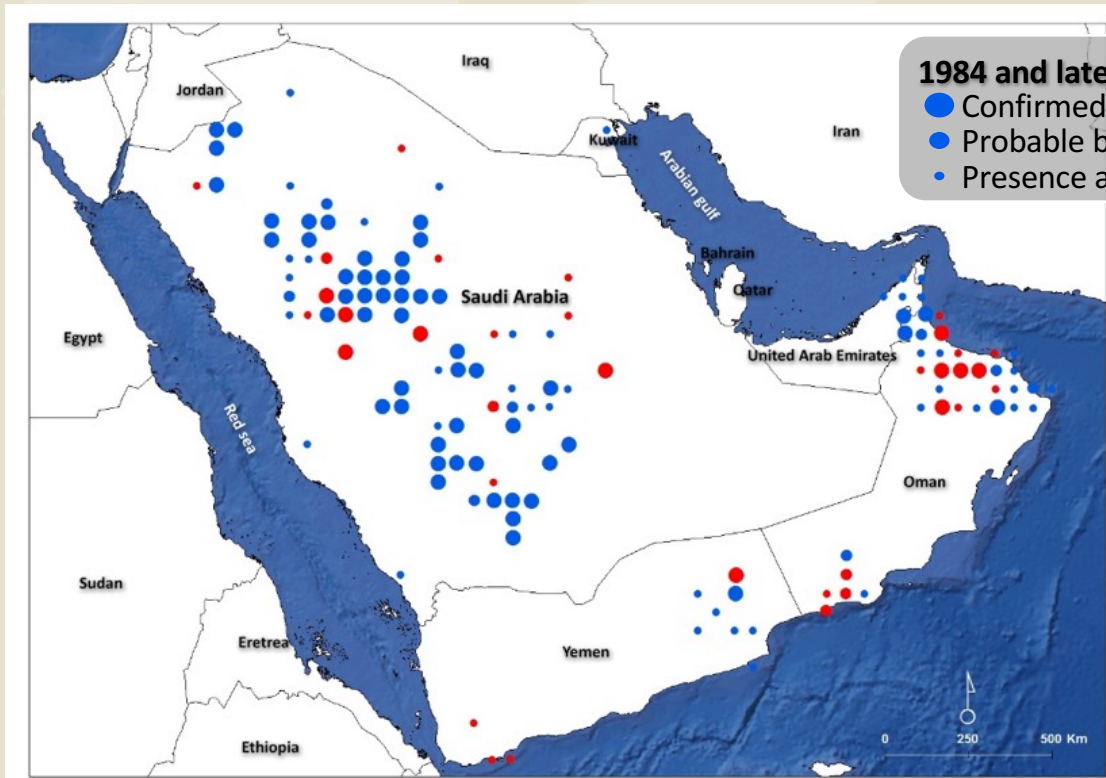 Iraq
1984 and late
Confirmed
Probable b
Presence a
Jordan
Iran
Kuwait
Arabian gulf
Bahrain
Qatar
Saudi Arabia
Egypt
United Arab Emirates
Red sea
Oman
Sudan
Eretrea
Yemen
Ethiopia
0 250 500 Km